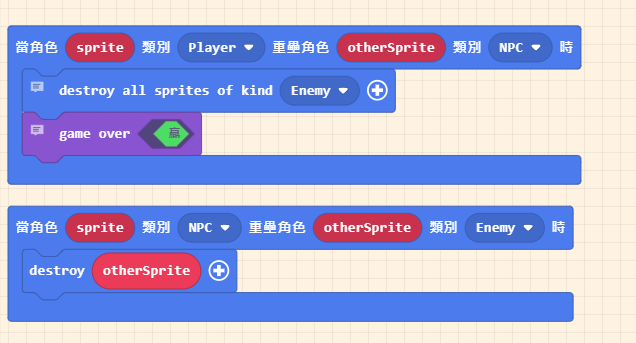 當角色 sprite 類別 Player 重疊角色 otherSprite 類別 NPC 時
destroy all sprites of kind Enemy
game over 贏
當角色 sprite 類別 NPC 重疊角色 otherSprite 類別 Enemy 時
destroy otherSprite